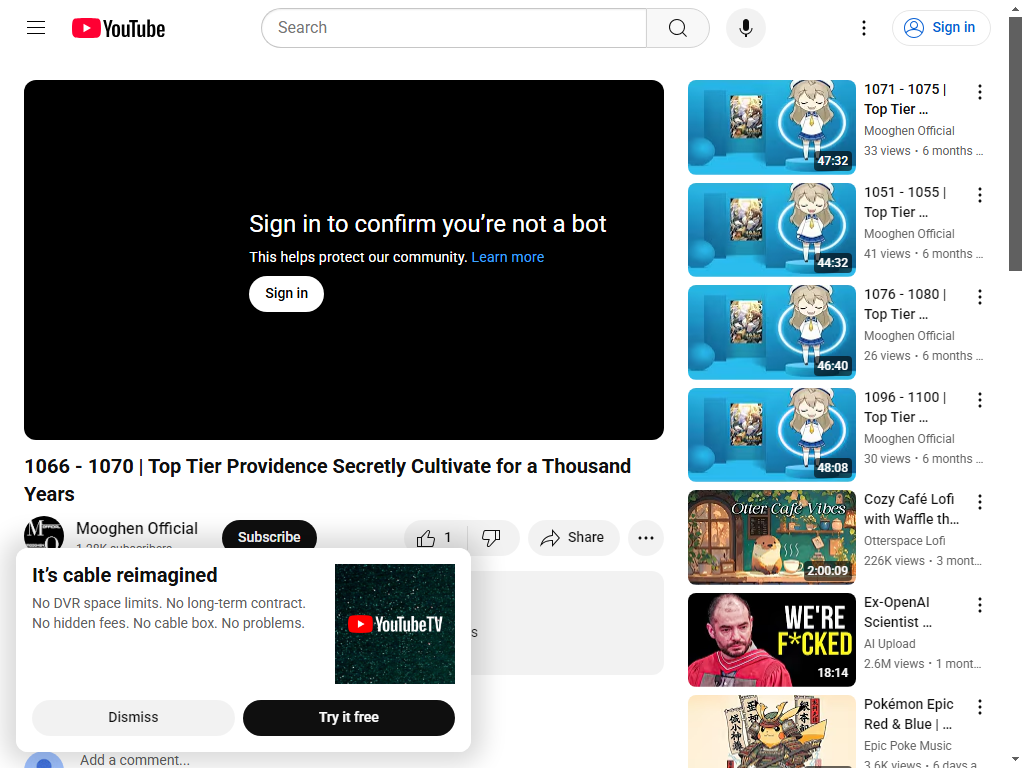 YouTube
Search
Sign in
Sign in to confirm you’re not a bot
This helps protect our community. Learn more
Sign in
1066 - 1070 | Top Tier Providence Secretly Cultivate for a Thousand
Years
Mooghen Official
Subscribe
1
Share
It’s cable reimagined
No DVR space limits. No long-term contract.
No hidden fees. No cable box. No problems.
YouTubeTV
Dismiss
Try it free
Add a comment...
47:32
1071 - 1075 |
Top Tier ...
Mooghen Official
33 views • 6 months ...
44:32
1051 - 1055 |
Top Tier ...
Mooghen Official
41 views • 6 months ...
46:40
1076 - 1080 |
Top Tier ...
Mooghen Official
26 views • 6 months ...
48:08
1096 - 1100 |
Top Tier ...
Mooghen Official
30 views • 6 months ...
Otter Café Vibes
2:00:09
Cozy Café Lofi
with Waffle th...
Otterspace Lofi
226K views • 3 mont...
WE'RE
F*CKED
18:14
Ex-OpenAI
Scientist ...
AI Upload
2.6M views • 1 mont...
Pokémon Epic
Red & Blue | ...
Epic Poke Music
3.6K views • 6 days a